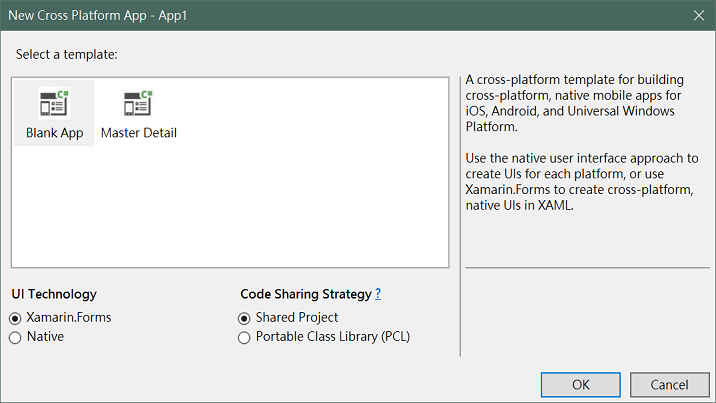 New Cross Platform App - App1
Select a template:
C#
Blank App
C#
Master Detail
A cross-platform template for building
cross-platform, native mobile apps for
iOS, Android, and Universal Windows
Platform.
Use the native user interface approach to
create UIs for each platform, or use
Xamarin.Forms to create cross-platform,
native UIs in XAML.
UI Technology
Xamarin.Forms
Native
Code Sharing Strategy ?
Shared Project
Portable Class Library (PCL)
OK
Cancel